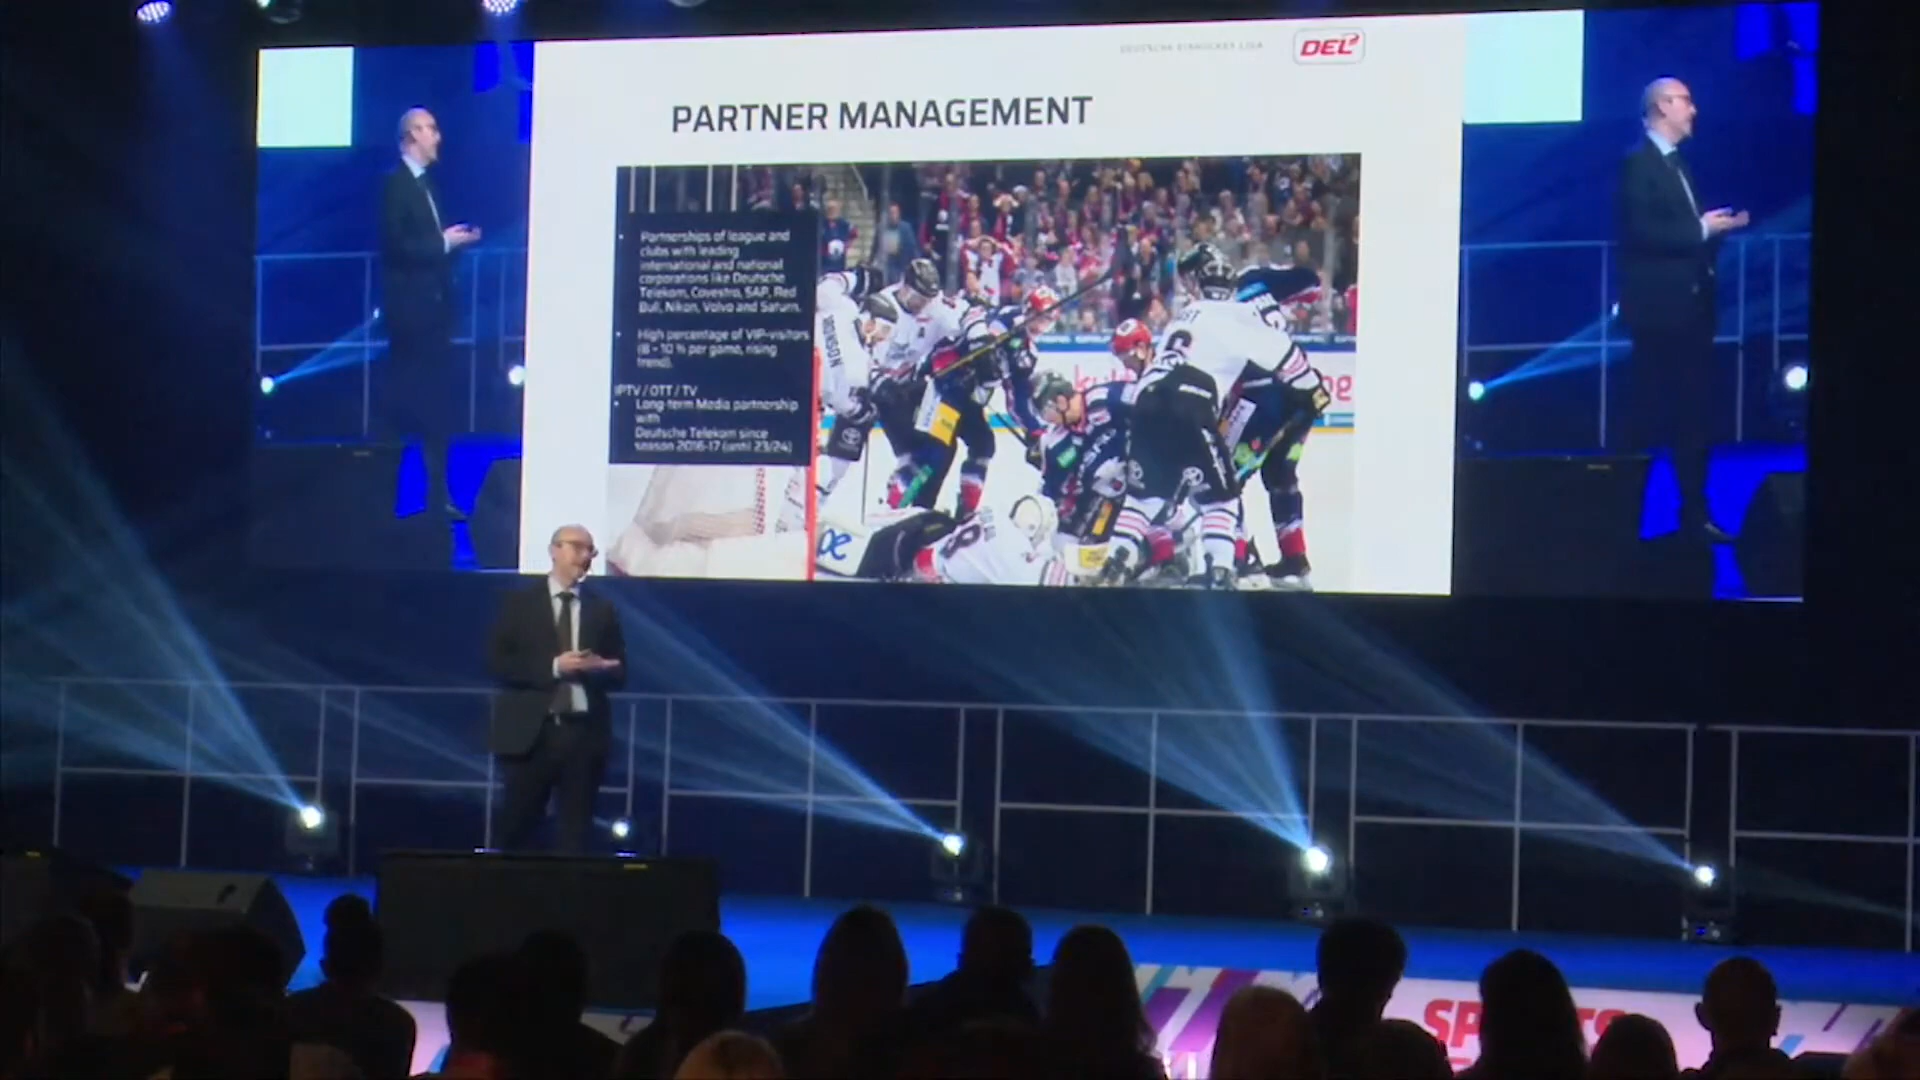 DEUTSCHE EISHOCKEY LIGA
DEL
PARTNER MANAGEMENT
• Partnerships of league and
clubs with leading
international and national
corporations like Deutsche
Telekom, Covestro, SAP, Red
Bull, Nikon, Volvo and Saturn.
• High percentage of VIP-visitors
(8 - 10 % per game, rising
trend).
IPTV / OTT / TV
• Long-term Media partnership
with
Deutsche Telekom since
season 2016-17 (until 23/24)